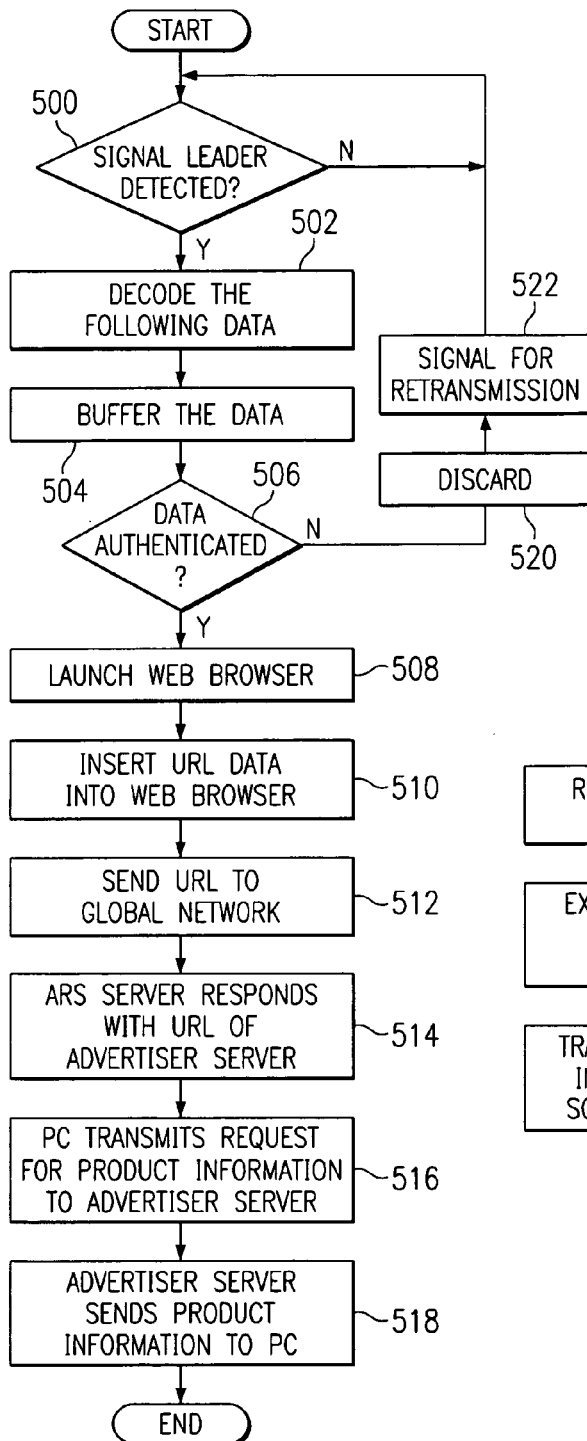 START
500
SIGNAL LEADER
DETECTED?
N
Y
502
DECODE THE
FOLLOWING DATA
522
SIGNAL FOR
RETRANSMISSION
BUFFER THE DATA
504
DISCARD
520
506
DATA
AUTHENTICATED
?
N
Y
LAUNCH WEB BROWSER
508
INSERT URL DATA
INTO WEB BROWSER
510
SEND URL TO
GLOBAL NETWORK
512
ARS SERVER RESPONDS
WITH URL OF
ADVERTISER SERVER
514
PC TRANSMITS REQUEST
FOR PRODUCT INFORMATION
TO ADVERTISER SERVER
516
ADVERTISER SERVER
SENDS PRODUCT
INFORMATION TO PC
518
END